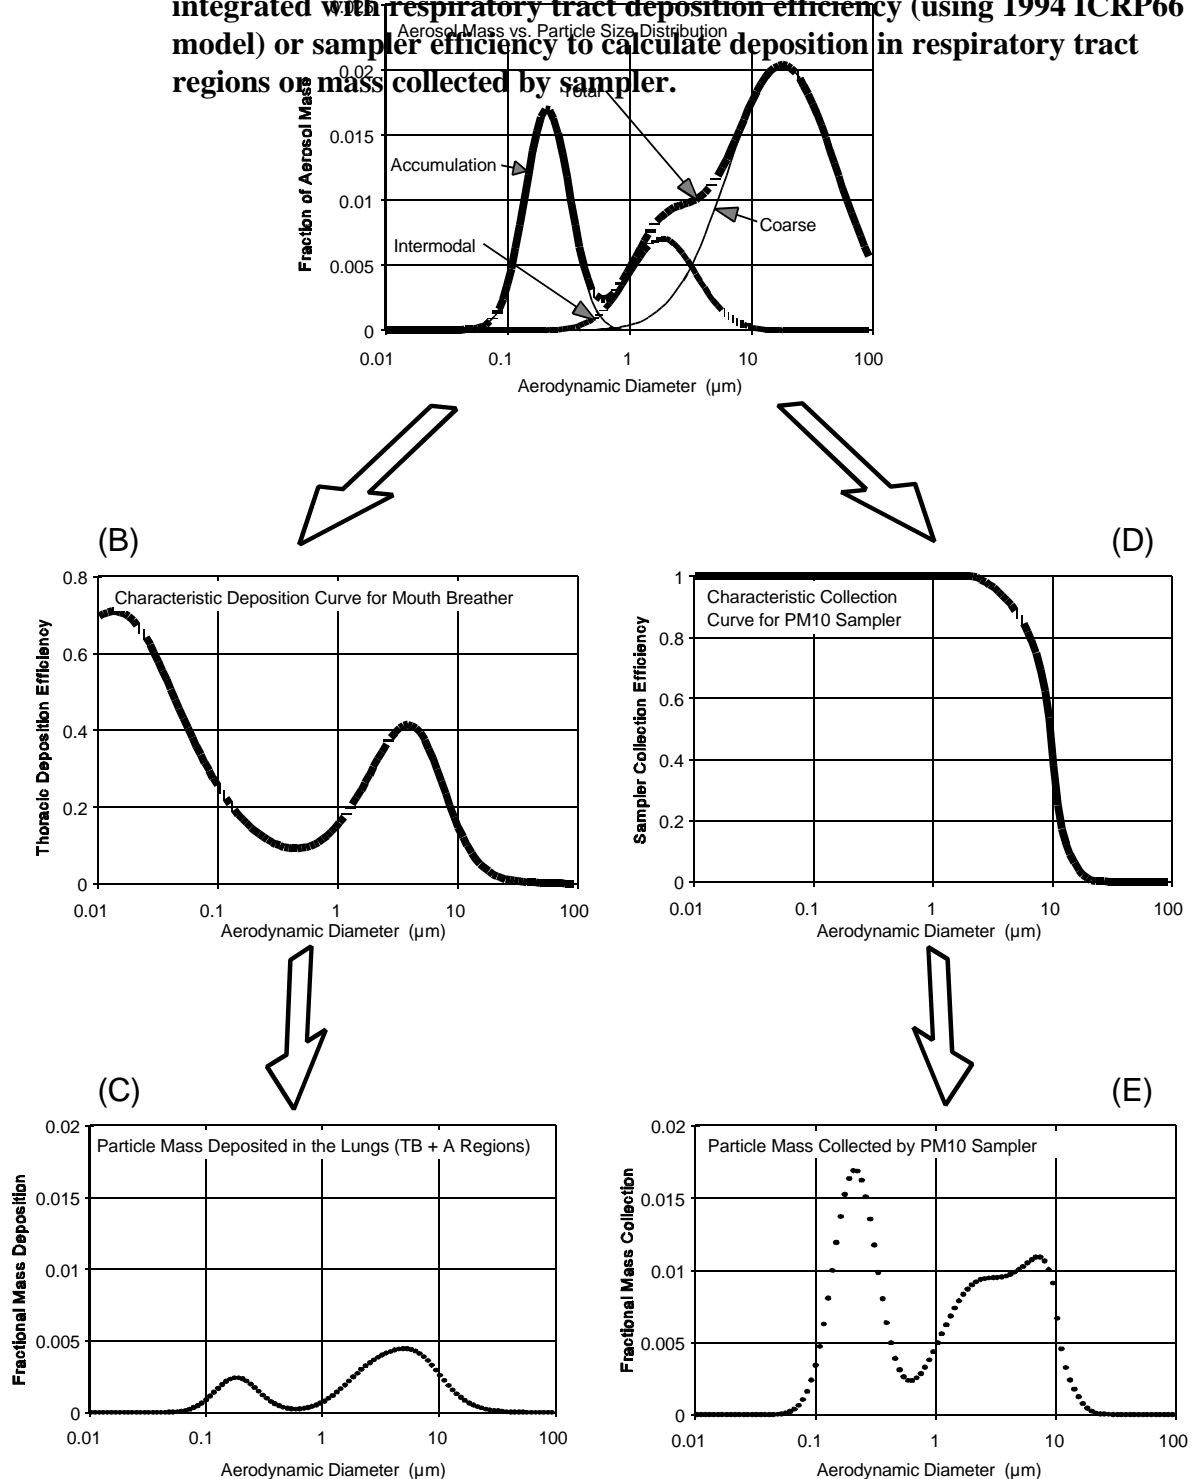 integrated with respiratory tract deposition efficiency (using 1994 ICRP66
model) or sampler efficiency to calculate deposition in respiratory tract
regions or mass collected by sampler.
0.025
Aerosol Mass vs. Particle Size Distribution
Fraction of Aerosol Mass
0.02
0.015
0.01
0.005
0
Total
Accumulation
Intermodal
Coarse
0.01 0.1 1 10 100
Aerodynamic Diameter (µm)
(B)
Characteristic Deposition Curve for Mouth Breather
Thoracic Deposition Efficiency
0.8
0.6
0.4
0.2
0
0.01 0.1 1 10 100
Aerodynamic Diameter (µm)
(D)
Characteristic Collection
Curve for PM10 Sampler
Sampler Collection Efficiency
1
0.8
0.6
0.4
0.2
0
0.01 0.1 1 10 100
Aerodynamic Diameter (µm)
(C)
Particle Mass Deposited in the Lungs (TB + A Regions)
Fractional Mass Deposition
0.02
0.015
0.01
0.005
0
0.01 0.1 1 10 100
Aerodynamic Diameter (µm)
(E)
Particle Mass Collected by PM10 Sampler
Fractional Mass Collection
0.02
0.015
0.01
0.005
0
0.01 0.1 1 10 100
Aerodynamic Diameter (µm)